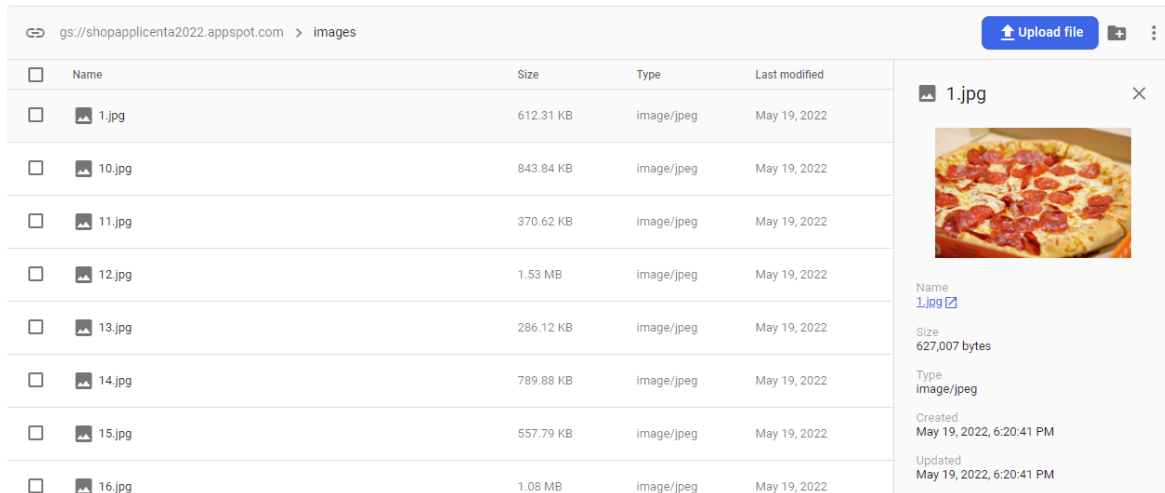 gs://shopapplicenta2022.appspot.com > images
Upload file
Name Size Type Last modified
1.jpg 612.31 KB image/jpeg May 19, 2022
10.jpg 843.84 KB image/jpeg May 19, 2022
11.jpg 370.62 KB image/jpeg May 19, 2022
12.jpg 1.53 MB image/jpeg May 19, 2022
13.jpg 286.12 KB image/jpeg May 19, 2022
14.jpg 789.88 KB image/jpeg May 19, 2022
15.jpg 557.79 KB image/jpeg May 19, 2022
16.jpg 1.08 MB image/jpeg May 19, 2022
1.jpg
Name
1.jpg
Size
627,007 bytes
Type
image/jpeg
Created
May 19, 2022, 6:20:41 PM
Updated
May 19, 2022, 6:20:41 PM